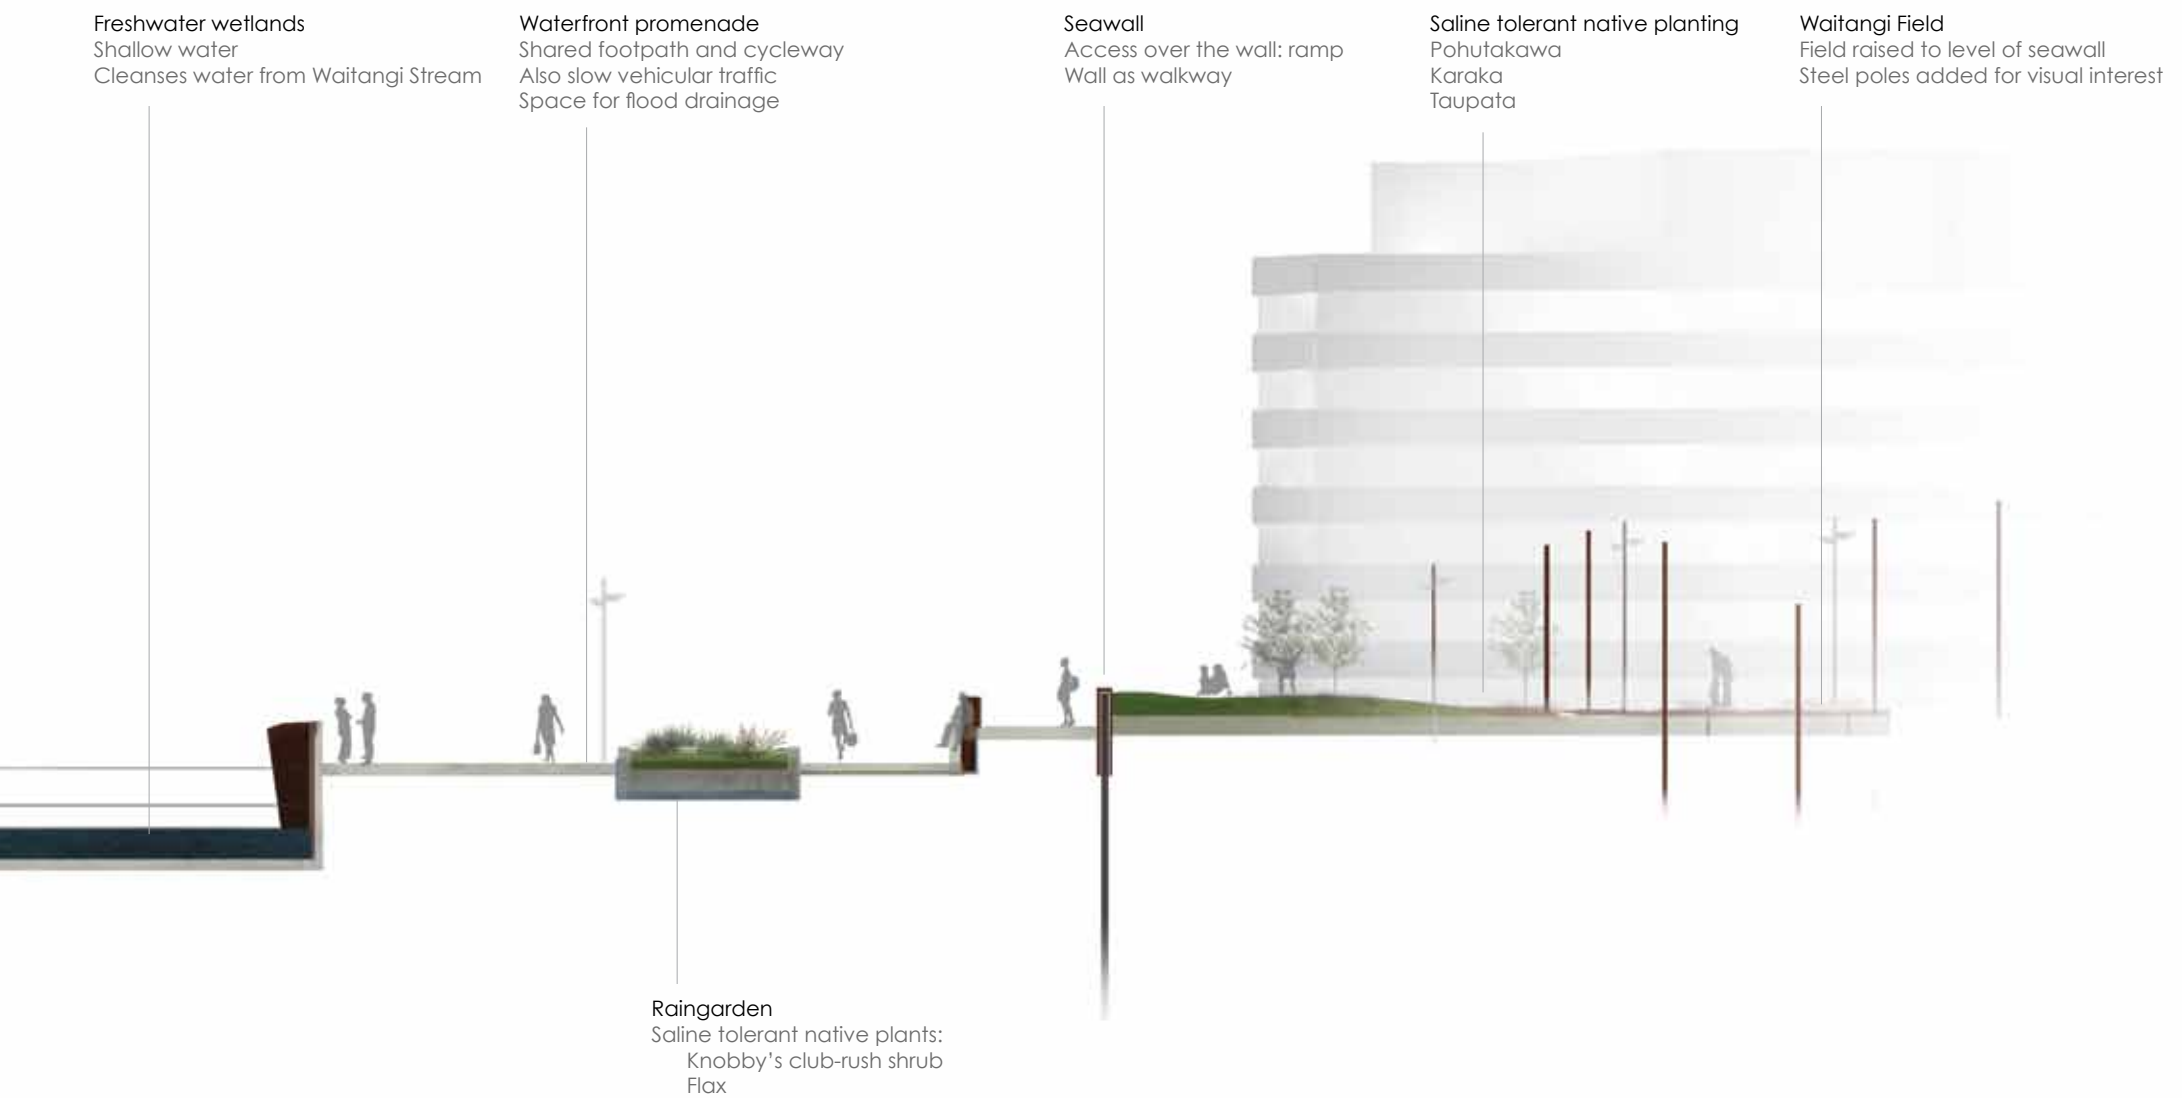 Freshwater wetlands
Shallow water
Cleanses water from Waitangi Stream
Waterfront promenade
Shared footpath and cycleway
Also slow vehicular traffic
Space for flood drainage
Seawall
Access over the wall: ramp
Wall as walkway
Saline tolerant native planting
Pohutakawa
Karaka
Taupata
Waitangi Field
Field raised to level of seawall
Steel poles added for visual interest
Raingarden
Saline tolerant native plants:
Knobby's club-rush shrub
Flax